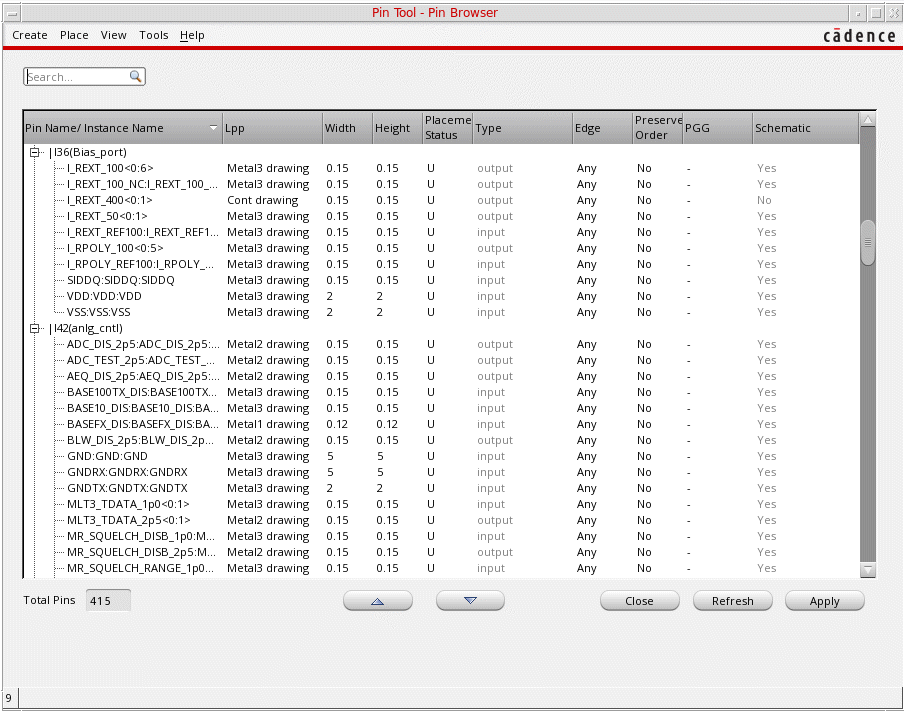 Pin Tool - Pin Browser
Create Place View Tools Help
cādence
Search...
Pin Name/ Instance Name Lpp Width Height Placeme Status Type Edge Preserve Order PGG Schematic
|I36(Bias_port)
I_REXT_100<0:6> Metal3 drawing 0.15 0.15 U output Any No - Yes
I_REXT_100_NC:I_REXT_100_... Metal3 drawing 0.15 0.15 U output Any No - Yes
I_REXT_400<0:1> Cont drawing 0.15 0.15 U output Any No - No
I_REXT_50<0:1> Metal3 drawing 0.15 0.15 U output Any No - Yes
I_REXT_REF100:I_REXT_REF1... Metal3 drawing 0.15 0.15 U input Any No - Yes
I_RPOLY_100<0:5> Metal3 drawing 0.15 0.15 U output Any No - Yes
I_RPOLY_REF100:I_RPOLY_... Metal3 drawing 0.15 0.15 U input Any No - Yes
SIDDQ:SIDDQ:SIDDQ Metal3 drawing 0.15 0.15 U input Any No - Yes
VDD:VDD:VDD Metal3 drawing 2 2 U input Any No - Yes
VSS:VSS:VSS Metal3 drawing 2 2 U input Any No - Yes
|I42(anlg_cntl)
ADC_DIS_2p5:ADC_DIS_2p5:... Metal2 drawing 0.15 0.15 U output Any No - Yes
ADC_TEST_2p5:ADC_TEST_... Metal3 drawing 0.15 0.15 U output Any No - Yes
AEQ_DIS_2p5:AEQ_DIS_2p5:... Metal2 drawing 0.15 0.15 U output Any No - Yes
BASE100TX_DIS:BASE100TX... Metal3 drawing 0.15 0.15 U input Any No - Yes
BASE10_DIS:BASE10_DIS:BA... Metal3 drawing 0.15 0.15 U input Any No - Yes
BASEFX_DIS:BASEFX_DIS:BA... Metal1 drawing 0.12 0.12 U input Any No - Yes
BLW_DIS_2p5:BLW_DIS_2p... Metal2 drawing 0.15 0.15 U output Any No - Yes
GND:GND:GND Metal3 drawing 5 5 U input Any No - Yes
GNDRX:GNDRX:GNDRX Metal3 drawing 5 5 U input Any No - Yes
GNDTX:GNDTX:GNDTX Metal3 drawing 2 2 U input Any No - Yes
MLT3_TDATA_1p0<0:1> Metal3 drawing 0.15 0.15 U input Any No - Yes
MLT3_TDATA_2p5<0:1> Metal2 drawing 0.15 0.15 U output Any No - Yes
MR_SQUELCH_DISB_1p0:M... Metal3 drawing 0.15 0.15 U input Any No - Yes
MR_SQUELCH_DISB_2p5:M... Metal2 drawing 0.15 0.15 U output Any No - Yes
MR_SQUELCH_RANGE_1p0... Metal3 drawing 0.15 0.15 U input Any No - Yes
Total Pins 415 Close Refresh Apply
9